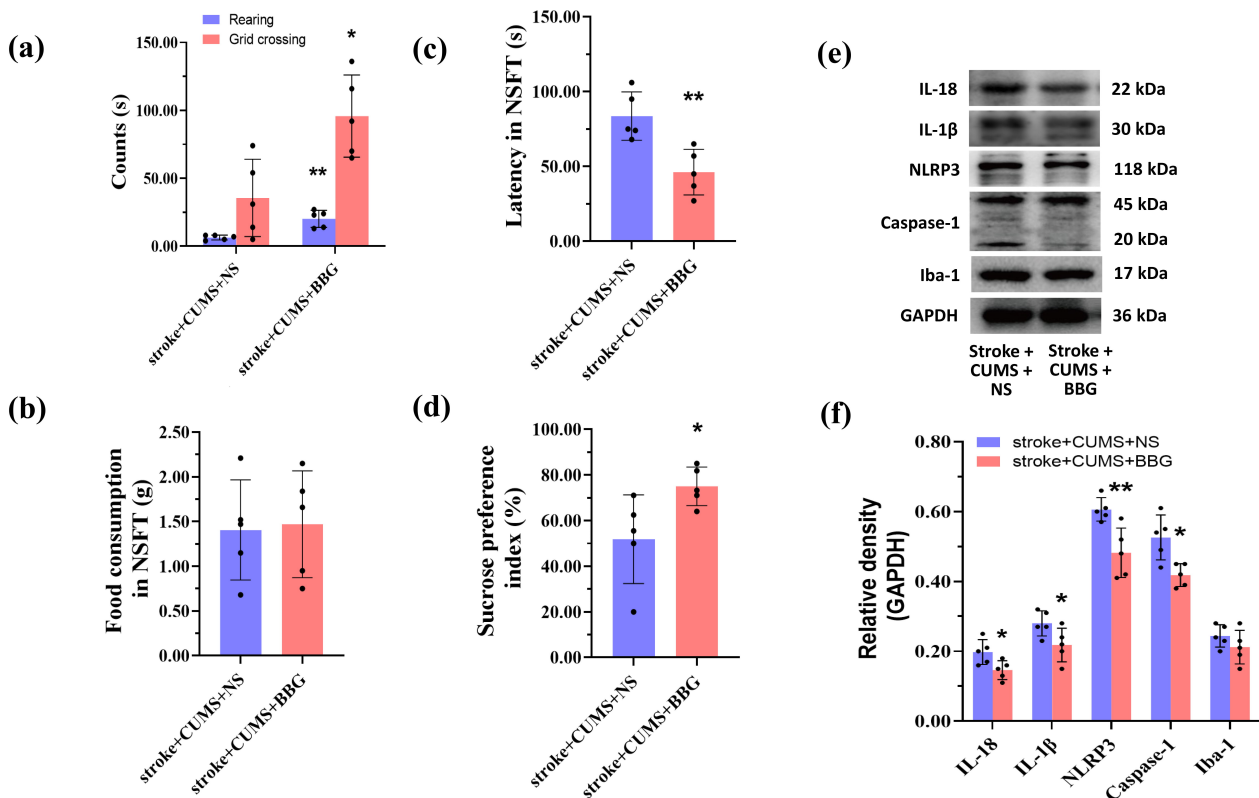 (a)
Rearing
Grid crossing
Counts (s)
150.00
100.00
50.00
0.00
**
*
stroke+CUMS+NS
stroke+CUMS+BBG
(c)
Latency in NSFT (s)
150.00
100.00
50.00
0.00
**
stroke+CUMS+NS
stroke+CUMS+BBG
(e)
IL-18
22 kDa
IL-1β
30 kDa
NLRP3
118 kDa
Caspase-1
45 kDa
20 kDa
Iba-1
17 kDa
GAPDH
36 kDa
Stroke +
CUMS +
NS
Stroke +
CUMS +
BBG
(b)
Food consumption
in NSFT (g)
2.50
2.00
1.50
1.00
0.50
0.00
stroke+CUMS+NS
stroke+CUMS+BBG
(d)
Sucrose preference
index (%)
100.00
80.00
60.00
40.00
20.00
0.00
*
stroke+CUMS+NS
stroke+CUMS+BBG
(f)
stroke+CUMS+NS
stroke+CUMS+BBG
Relative density
(GAPDH)
0.80
0.60
0.40
0.20
0.00
*
*
**
*
IL-18
IL-1β
NLRP3
Caspase-1
Iba-1